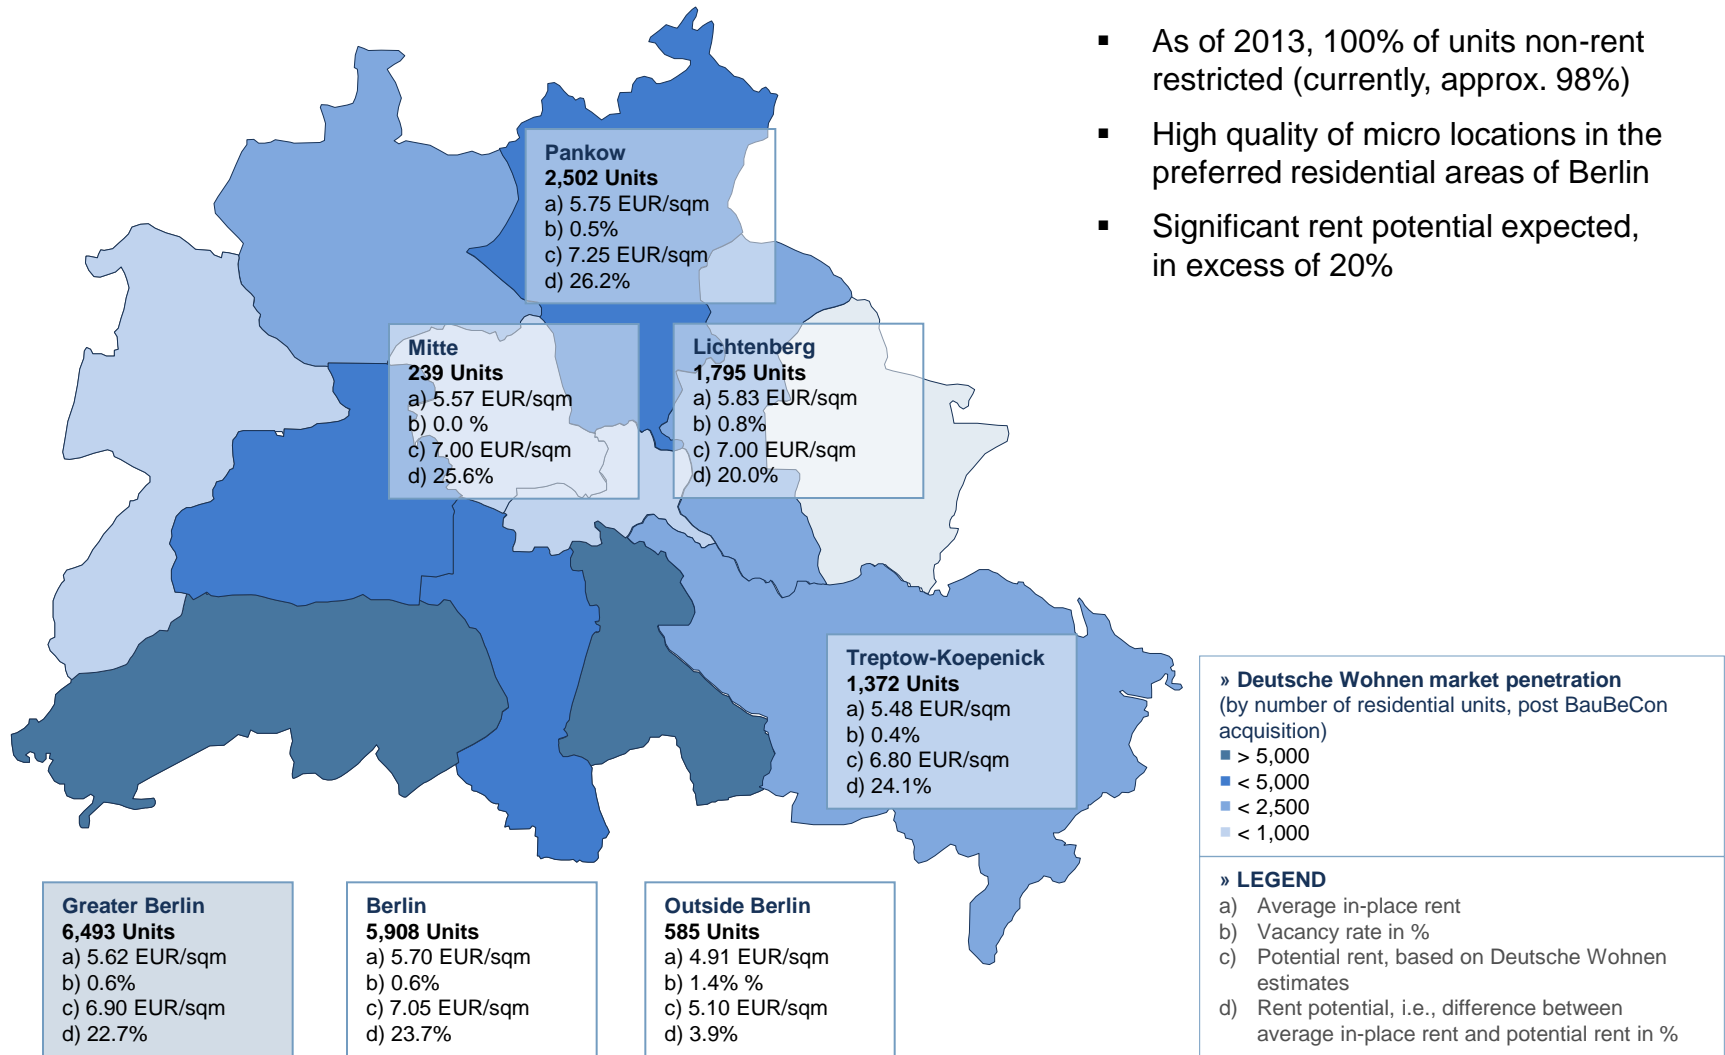 ▪ As of 2013, 100% of units non-rent
restricted (currently, approx. 98%)
▪ High quality of micro locations in the
preferred residential areas of Berlin
▪ Significant rent potential expected,
in excess of 20%
Pankow
2,502 Units
a) 5.75 EUR/sqm
b) 0.5%
c) 7.25 EUR/sqm
d) 26.2%
Mitte
239 Units
a) 5.57 EUR/sqm
b) 0.0 %
c) 7.00 EUR/sqm
d) 25.6%
Lichtenberg
1,795 Units
a) 5.83 EUR/sqm
b) 0.8%
c) 7.00 EUR/sqm
d) 20.0%
Treptow-Koepenick
1,372 Units
a) 5.48 EUR/sqm
b) 0.4%
c) 6.80 EUR/sqm
d) 24.1%
Greater Berlin
6,493 Units
a) 5.62 EUR/sqm
b) 0.6%
c) 6.90 EUR/sqm
d) 22.7%
Berlin
5,908 Units
a) 5.70 EUR/sqm
b) 0.6%
c) 7.05 EUR/sqm
d) 23.7%
Outside Berlin
585 Units
a) 4.91 EUR/sqm
b) 1.4% %
c) 5.10 EUR/sqm
d) 3.9%
» Deutsche Wohnen market penetration
(by number of residential units, post BauBeCon
acquisition)
> 5,000
< 5,000
< 2,500
< 1,000
» LEGEND
a) Average in-place rent
b) Vacancy rate in %
c) Potential rent, based on Deutsche Wohnen
estimates
d) Rent potential, i.e., difference between
average in-place rent and potential rent in %